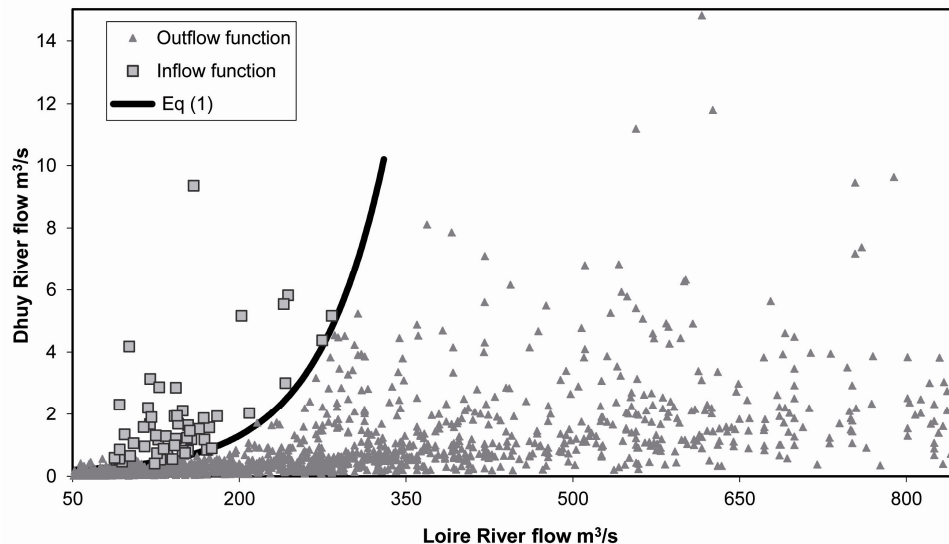 Outflow function
Inflow function
Eq (1)
14
12
10
8
6
4
2
0
50
200
350
500
650
800
Dhuy River flow m³/s
Loire River flow m³/s